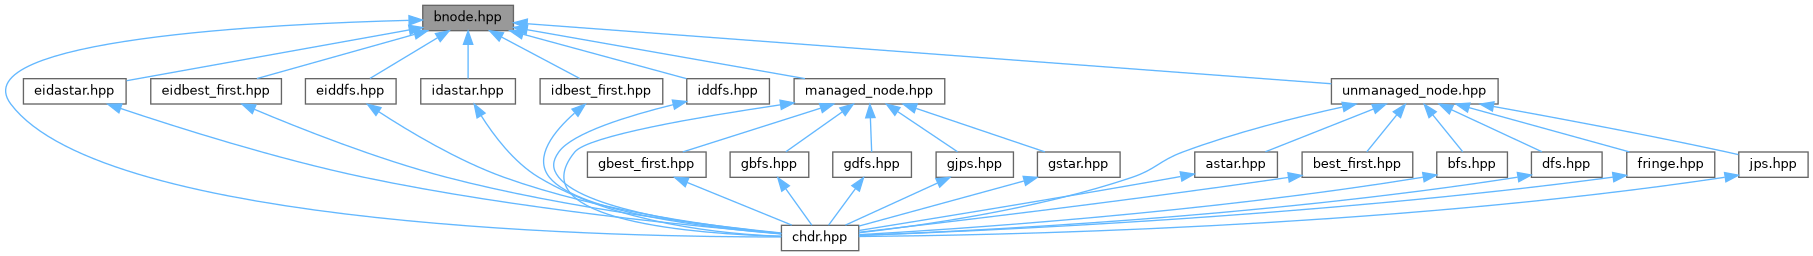 bnode.hpp
eidastar.hpp
eidbest_first.hpp
eiddfs.hpp
idastar.hpp
idbest_first.hpp
iddfs.hpp
managed_node.hpp
unmanaged_node.hpp
gbest_first.hpp
gbfs.hpp
gdfs.hpp
gjps.hpp
gstar.hpp
astar.hpp
best_first.hpp
bfs.hpp
dfs.hpp
fringe.hpp
jps.hpp
chdr.hpp